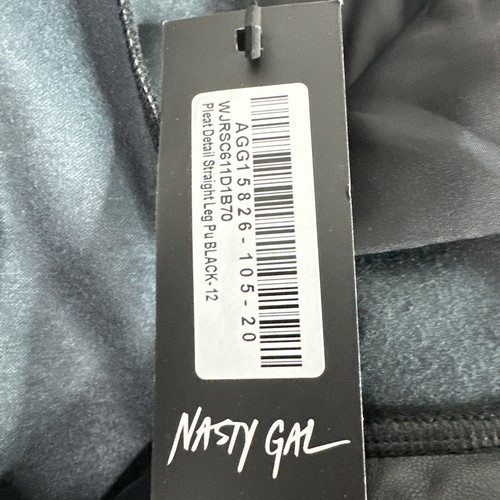 AGG15826-105-20
WJRSC611D1B70
Pleat Detail Straight Leg Pu BLACK-12
NASTY GAL